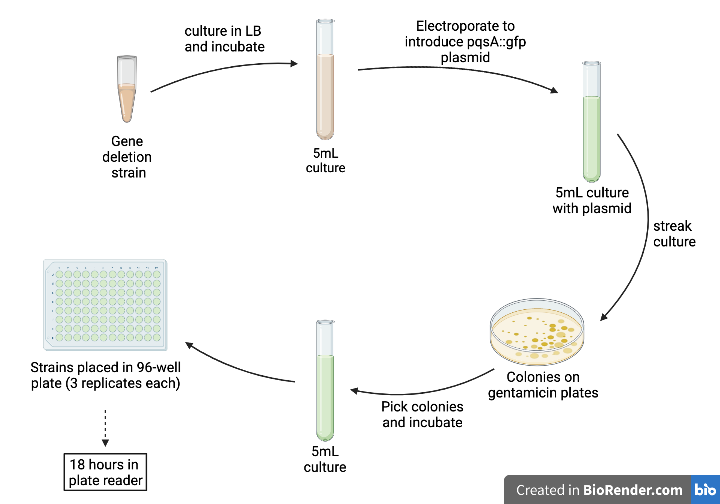 culture in LB
and incubate
Electroporate to
introduce pqsA::gfp
plasmid
Gene
deletion
strain
5mL
culture
5mL culture
with plasmid
streak
culture
Colonies on
gentamicin plates
Pick colonies
and incubate
5mL
culture
Strains placed in 96-well
plate (3 replicates each)
18 hours in
plate reader
Created in BioRender.com bio